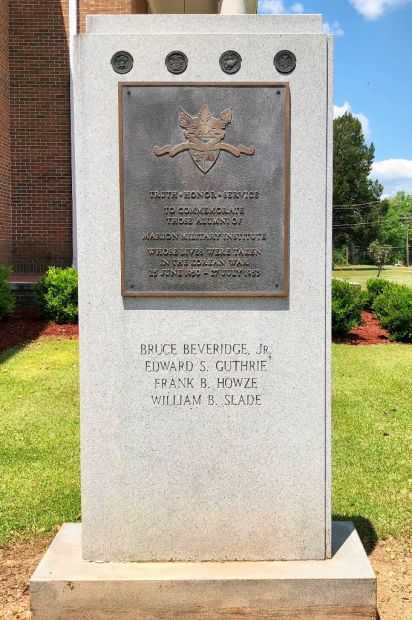 TRUTH • HONOR • SERVICE
TO COMMEMORATE
THOSE ALUMNI OF
MARION MILITARY INSTITUTE
WHOSE LIVES WERE TAKEN
IN THE KOREAN WAR
25 JUNE 1950 - 27 JULY 1953
BRUCE BEVERIDGE, JR.
EDWARD S. GUTHRIE†
FRANK B. HOWZE
WILLIAM B. SLADE